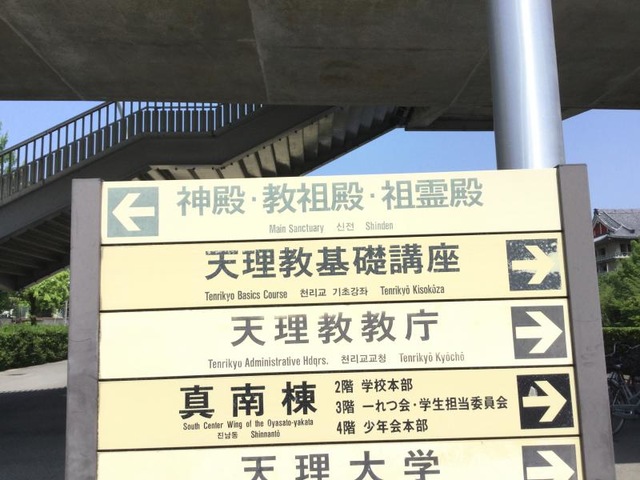 神殿・教祖殿・祖霊殿
Main Sanctuary 신전 Shinden
天理教基礎講座
Tenrikyo Basics Course 천리교 기초강좌 Tenrikyō Kisokōza
天理教教庁
Tenrikyo Administrative Hdqrs. 천리교교청 Tenrikyō Kyōchō
真南棟
South Center Wing of the Oyasato-yakata
진남동 Shinnantō
2階 学校本部
3階 一れつ会・学生担当委員会
4階 少年会本部
天理大学